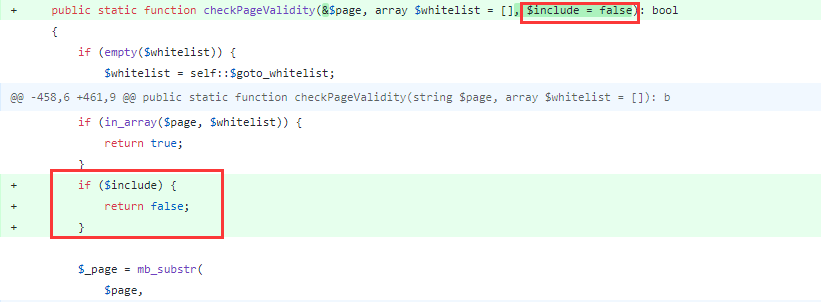 + public static function checkPageValidity(&$page, array $whitelist = [], $include = false): bool
{
if (empty($whitelist)) {
$whitelist = self::$goto_whitelist;
@@ -458,6 +461,9 @@ public static function checkPageValidity(string $page, array $whitelist = []): b
if (in_array($page, $whitelist)) {
return true;
}
+ if ($include) {
+ return false;
+ }
$_page = mb_substr(
$page,